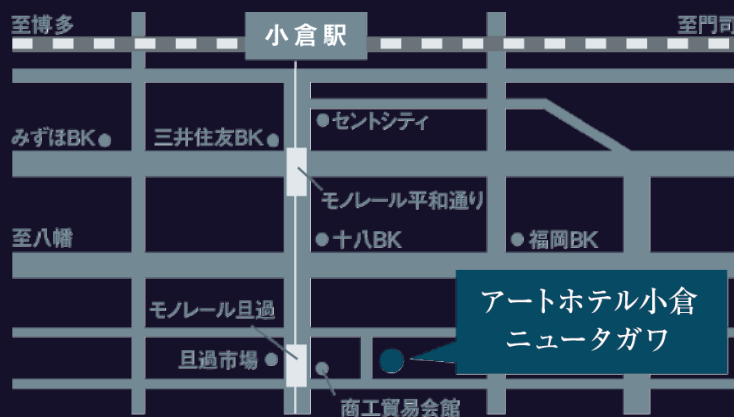 至博多
小倉駅
至門司
セントシティ
みずほBK
三井住友BK
モノレール平和通り
至八幡
十八BK
福岡BK
アートホテル小倉
ニュータガワ
モノレール旦過
旦過市場
商工貿易会館